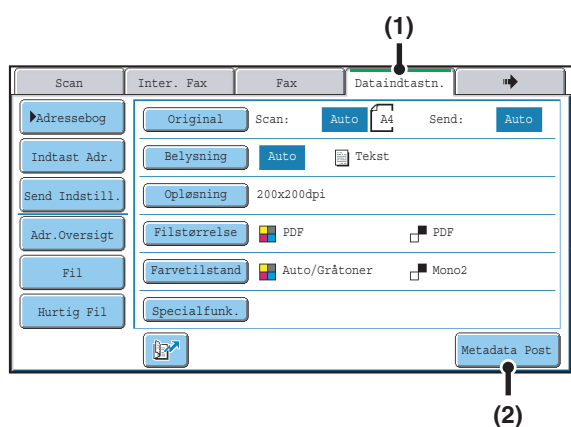 (1)
Scan Inter. Fax Fax Dataindtastn.
Adressebog Original Scan: Auto A4 Send: Auto
Indtast Adr. Belysning Auto Tekst
Send Indstill. Opløsning 200x200dpi
Adr.Oversigt Filstørrelse PDF PDF
Fil Farvetilstand Auto/Gråtoner Mono2
Hurtig Fil Specialfunk.
Metadata Post
(2)